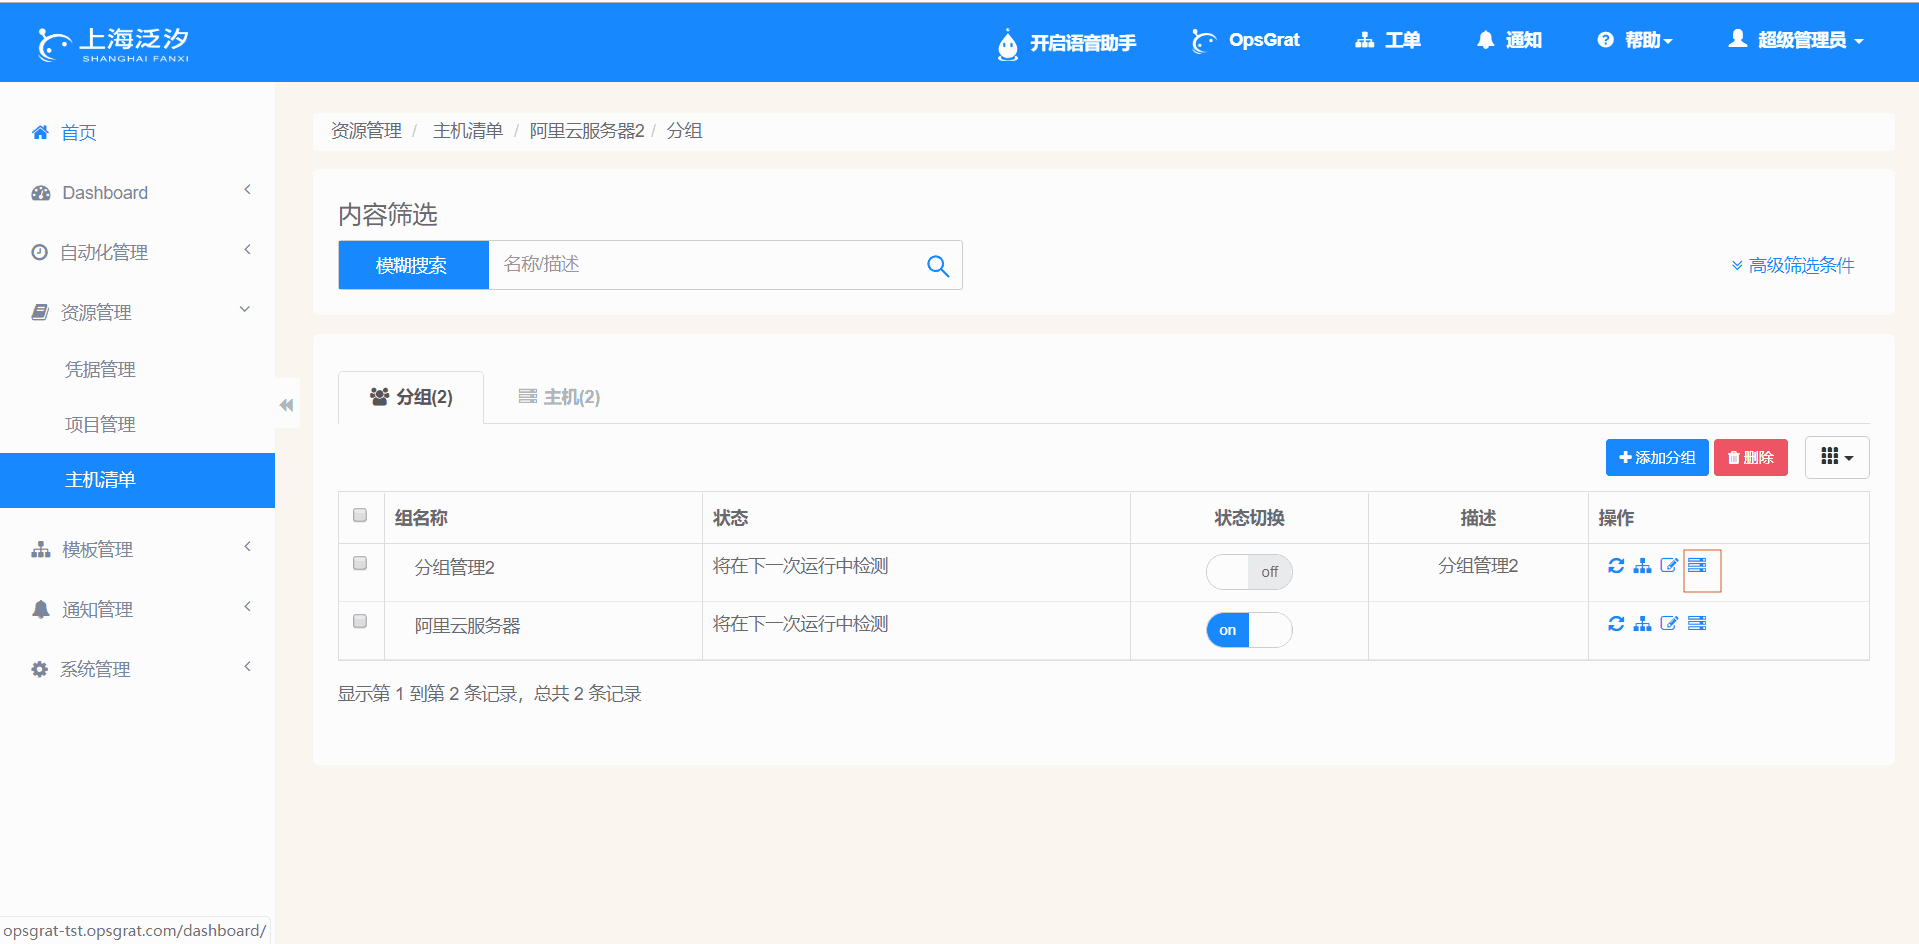 上海泛汐
SHANGHAI FANXI
开启语音助手
OpsGrat
工单
通知
帮助
超级管理员
首页
Dashboard
自动化管理
资源管理
凭据管理
项目管理
主机清单
模板管理
通知管理
系统管理
资源管理 / 主机清单 / 阿里云服务器2 / 分组
内容筛选
模糊搜索 名称/描述
高级筛选条件
分组(2) 主机(2)
添加分组 删除
组名称 状态 状态切换 描述 操作
分组管理2 将在下一次运行中检测 off 分组管理2
阿里云服务器 将在下一次运行中检测 on
显示第 1 到第 2 条记录，总共 2 条记录
opsgrat-tst.opsgrat.com/dashboard/